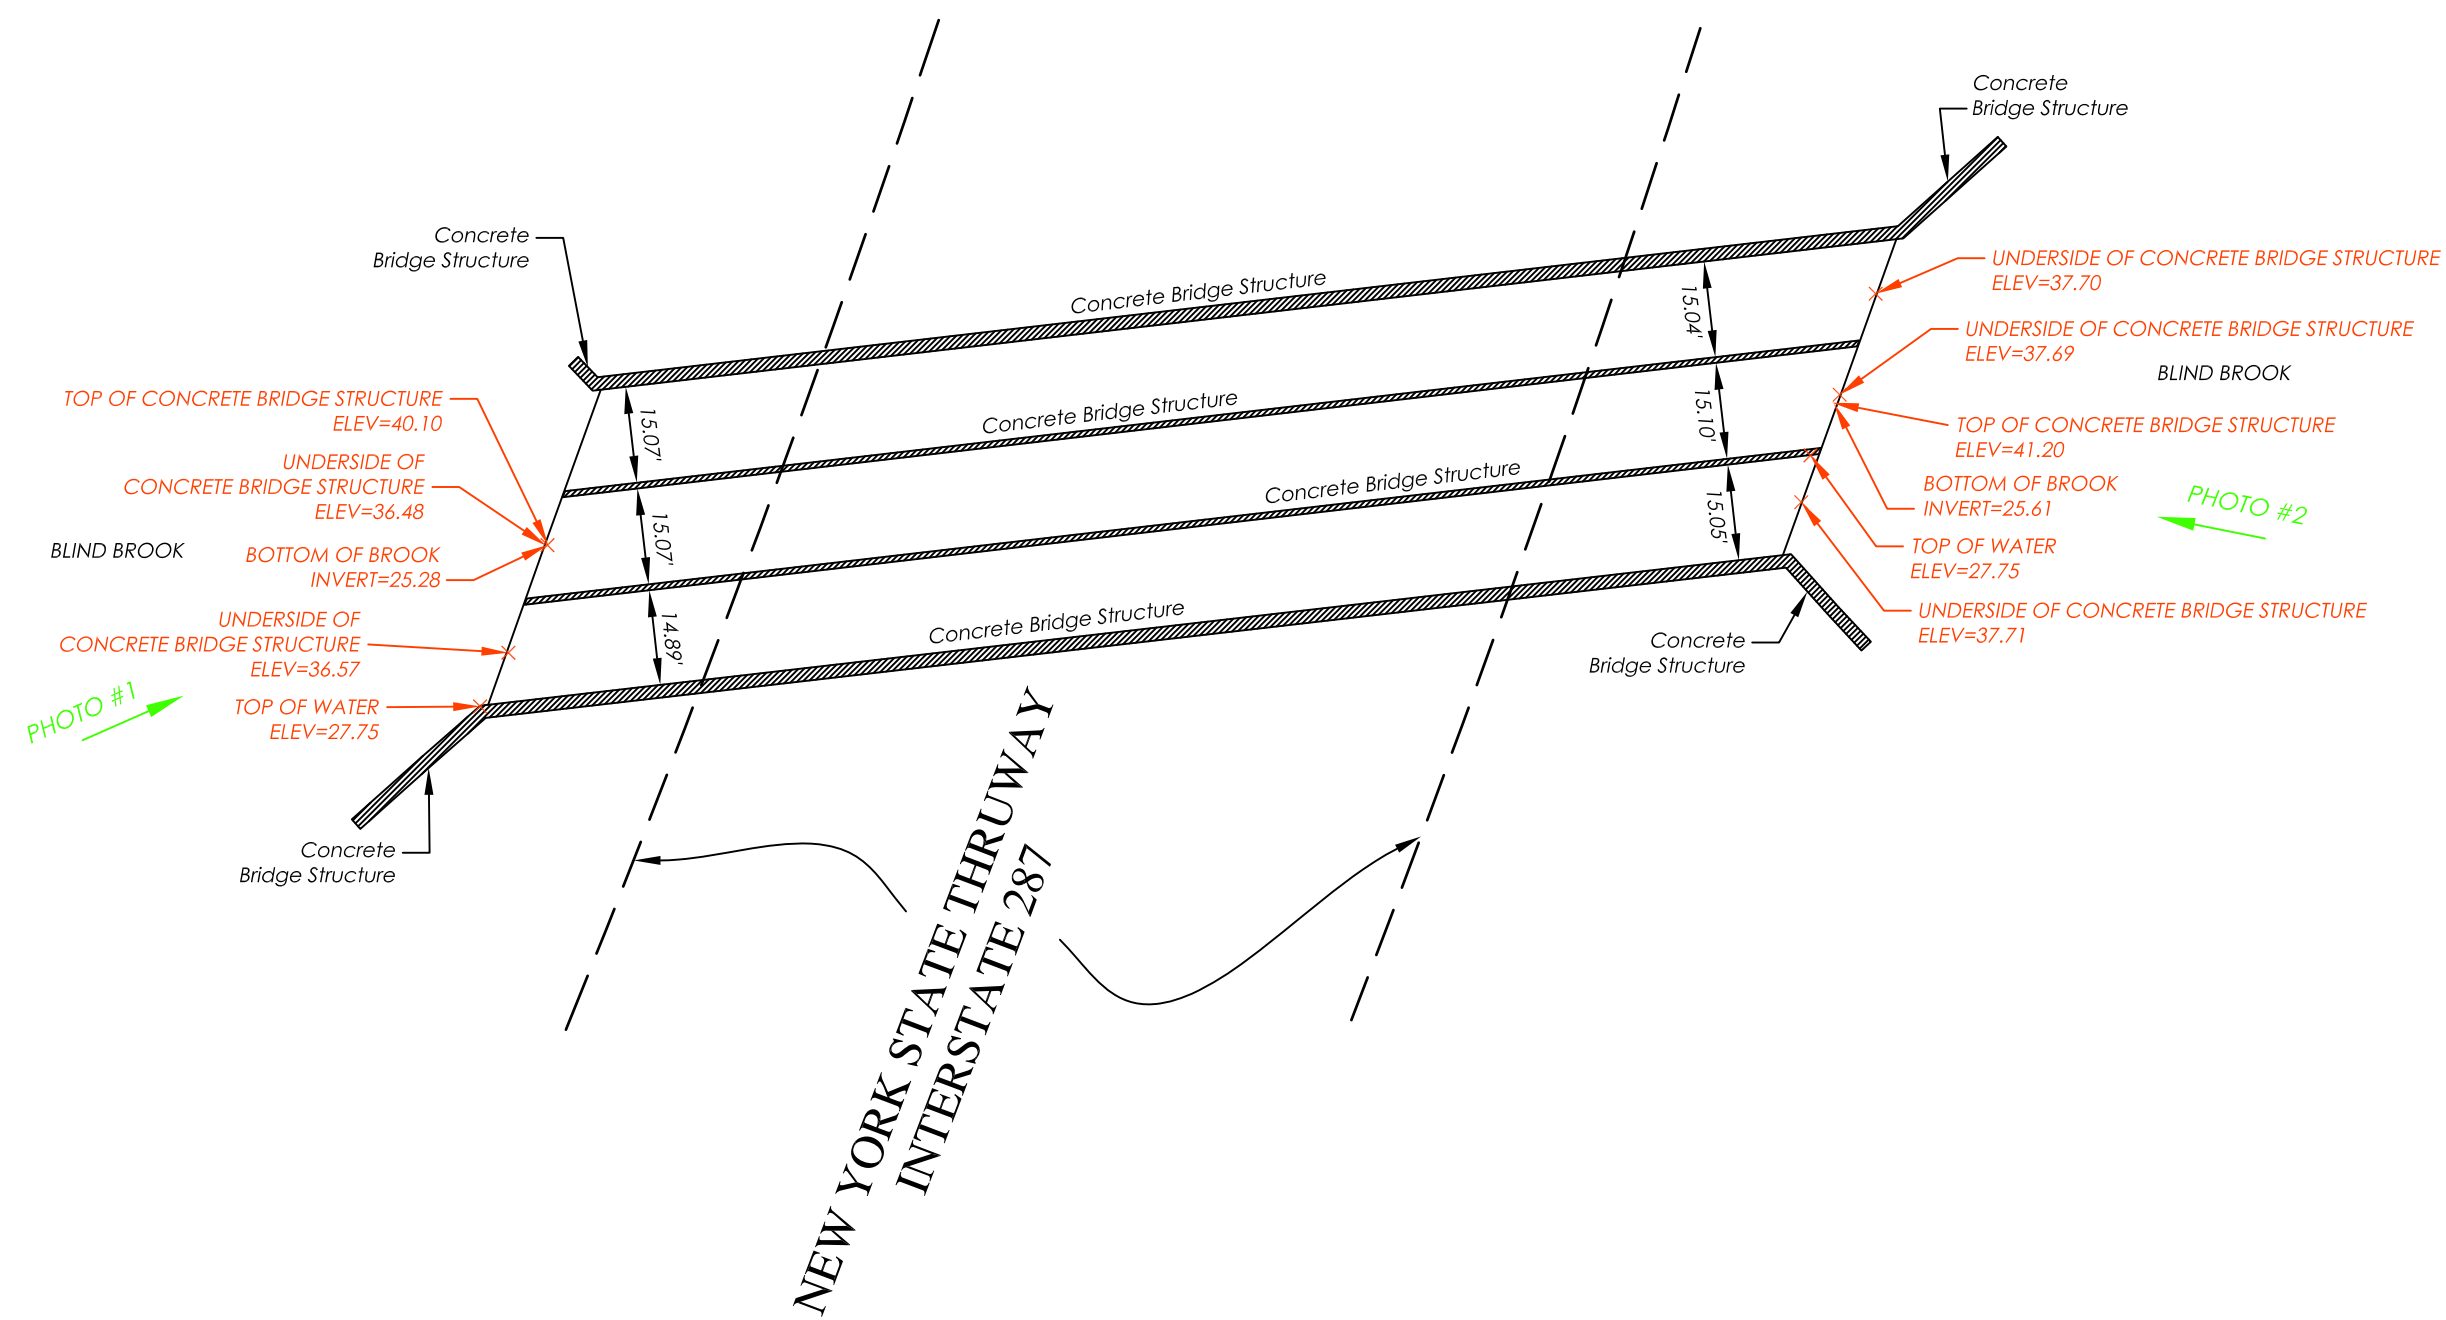 Concrete
Bridge Structure
Concrete
Bridge Structure
UNDERSIDE OF CONCRETE BRIDGE STRUCTURE
ELEV=37.70
Concrete Bridge Structure
15.04'
UNDERSIDE OF CONCRETE BRIDGE STRUCTURE
ELEV=37.69
BLIND BROOK
TOP OF CONCRETE BRIDGE STRUCTURE
ELEV=40.10
15.07'
Concrete Bridge Structure
15.10'
TOP OF CONCRETE BRIDGE STRUCTURE
ELEV=41.20
UNDERSIDE OF
CONCRETE BRIDGE STRUCTURE
ELEV=36.48
Concrete Bridge Structure
BOTTOM OF BROOK
INVERT=25.61
PHOTO #2
BLIND BROOK
BOTTOM OF BROOK
INVERT=25.28
15.07'
15.05'
TOP OF WATER
ELEV=27.75
UNDERSIDE OF
CONCRETE BRIDGE STRUCTURE
ELEV=36.57
14.89'
Concrete Bridge Structure
UNDERSIDE OF CONCRETE BRIDGE STRUCTURE
ELEV=37.71
Concrete
Bridge Structure
PHOTO #1
TOP OF WATER
ELEV=27.75
Concrete
Bridge Structure
NEW YORK STATE THRUWAY
INTERSTATE 287